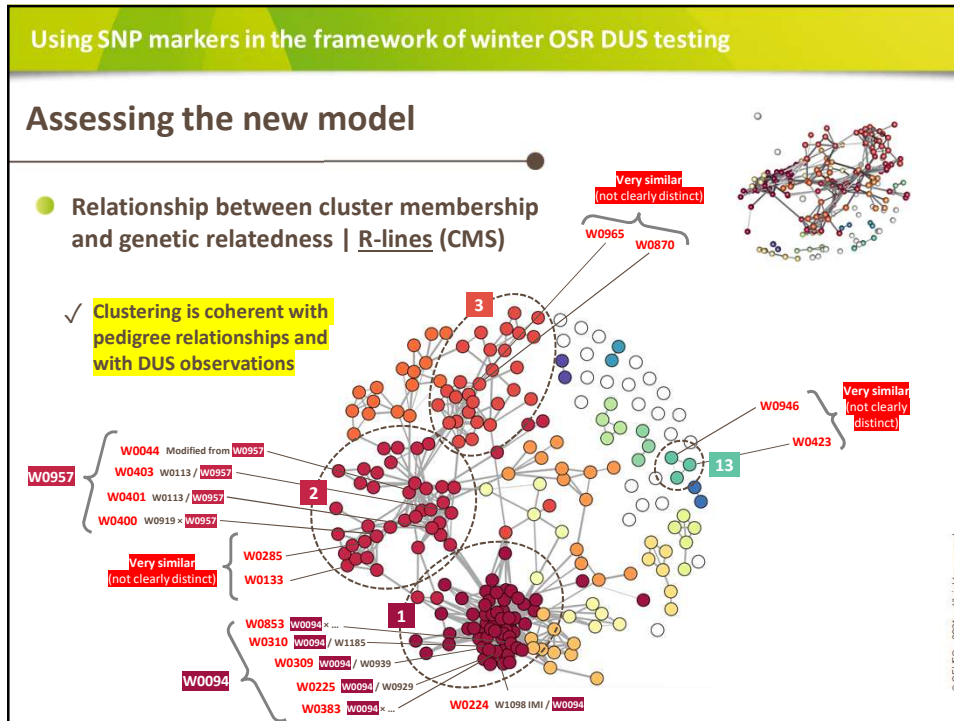 Using SNP markers in the framework of winter OSR DUS testing
Assessing the new model
Relationship between cluster membership
and genetic relatedness | R-lines (CMS)
✓ Clustering is coherent with
pedigree relationships and
with DUS observations
Very similar
(not clearly distinct)
W0965
W0870
3
Very similar
(not clearly
distinct)
W0946
W0423
13
W0957
W0044 Modified from W0957
W0403 W0113 / W0957
W0401 W0113 / W0957
W0400 W0919 × W0957
2
Very similar
(not clearly distinct)
W0285
W0133
1
W0094
W0853 W0094 × ...
W0310 W0094 / W1185
W0309 W0094 / W0939
W0225 W0094 / W0929
W0383 W0094 × ...
W0224 W1098 IMI / W0094